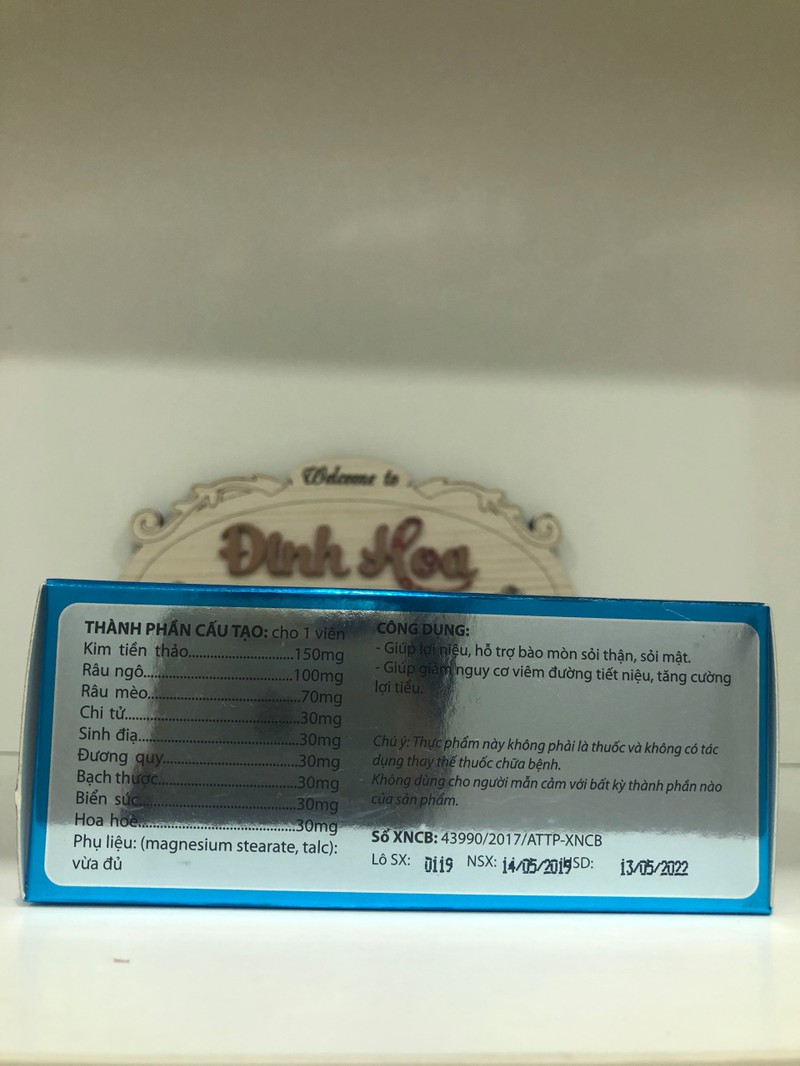 Welcome to
Đình Hoa
THÀNH PHẦN CẤU TẠO: cho 1 viên
Kim tiền thảo..............................150mg
Râu ngô..........................................100mg
Râu mèo...........................................70mg
Chi tử.................................................30mg
Sinh địa..............................................30mg
Đương quy.......................................30mg
Bạch thược.......................................30mg
Biển súc.............................................30mg
Hoa hoè.............................................30mg
Phụ liệu: (magnesium stearate, talc):
vừa đủ
CÔNG DỤNG:
- Giúp lợi niệu, hỗ trợ bào mòn sỏi thận, sỏi mật.
- Giúp giảm nguy cơ viêm đường tiết niệu, tăng cường
lợi tiểu.
Chú ý: Thực phẩm này không phải là thuốc và không có tác
dụng thay thế thuốc chữa bệnh.
Không dùng cho người mẫn cảm với bất kỳ thành phần nào
của sản phẩm.
Số XNCB: 43990/2017/ATTP-XNCB
Lô SX: 0119 NSX: 14/05/2019 HSD: 13/05/2022